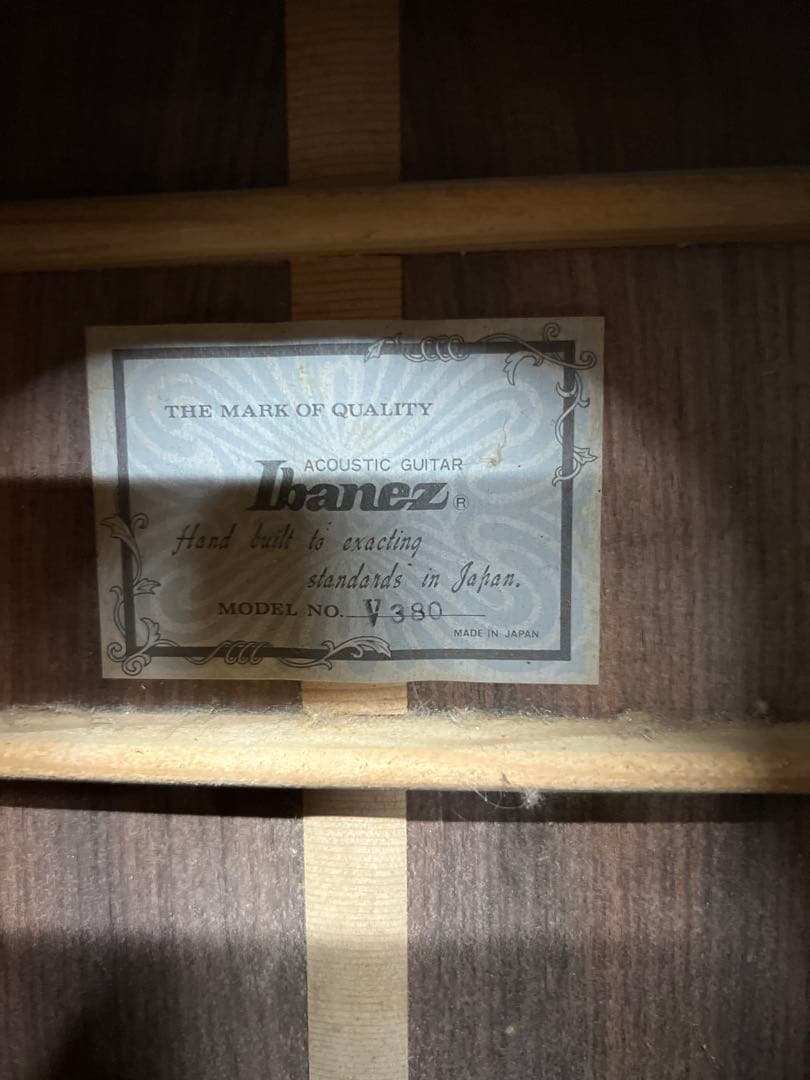 THE MARK OF QUALITY
ACOUSTIC GUITAR
Ibanez ®
Hand built to exacting
standards in Japan.
MODEL NO. V380
MADE IN JAPAN